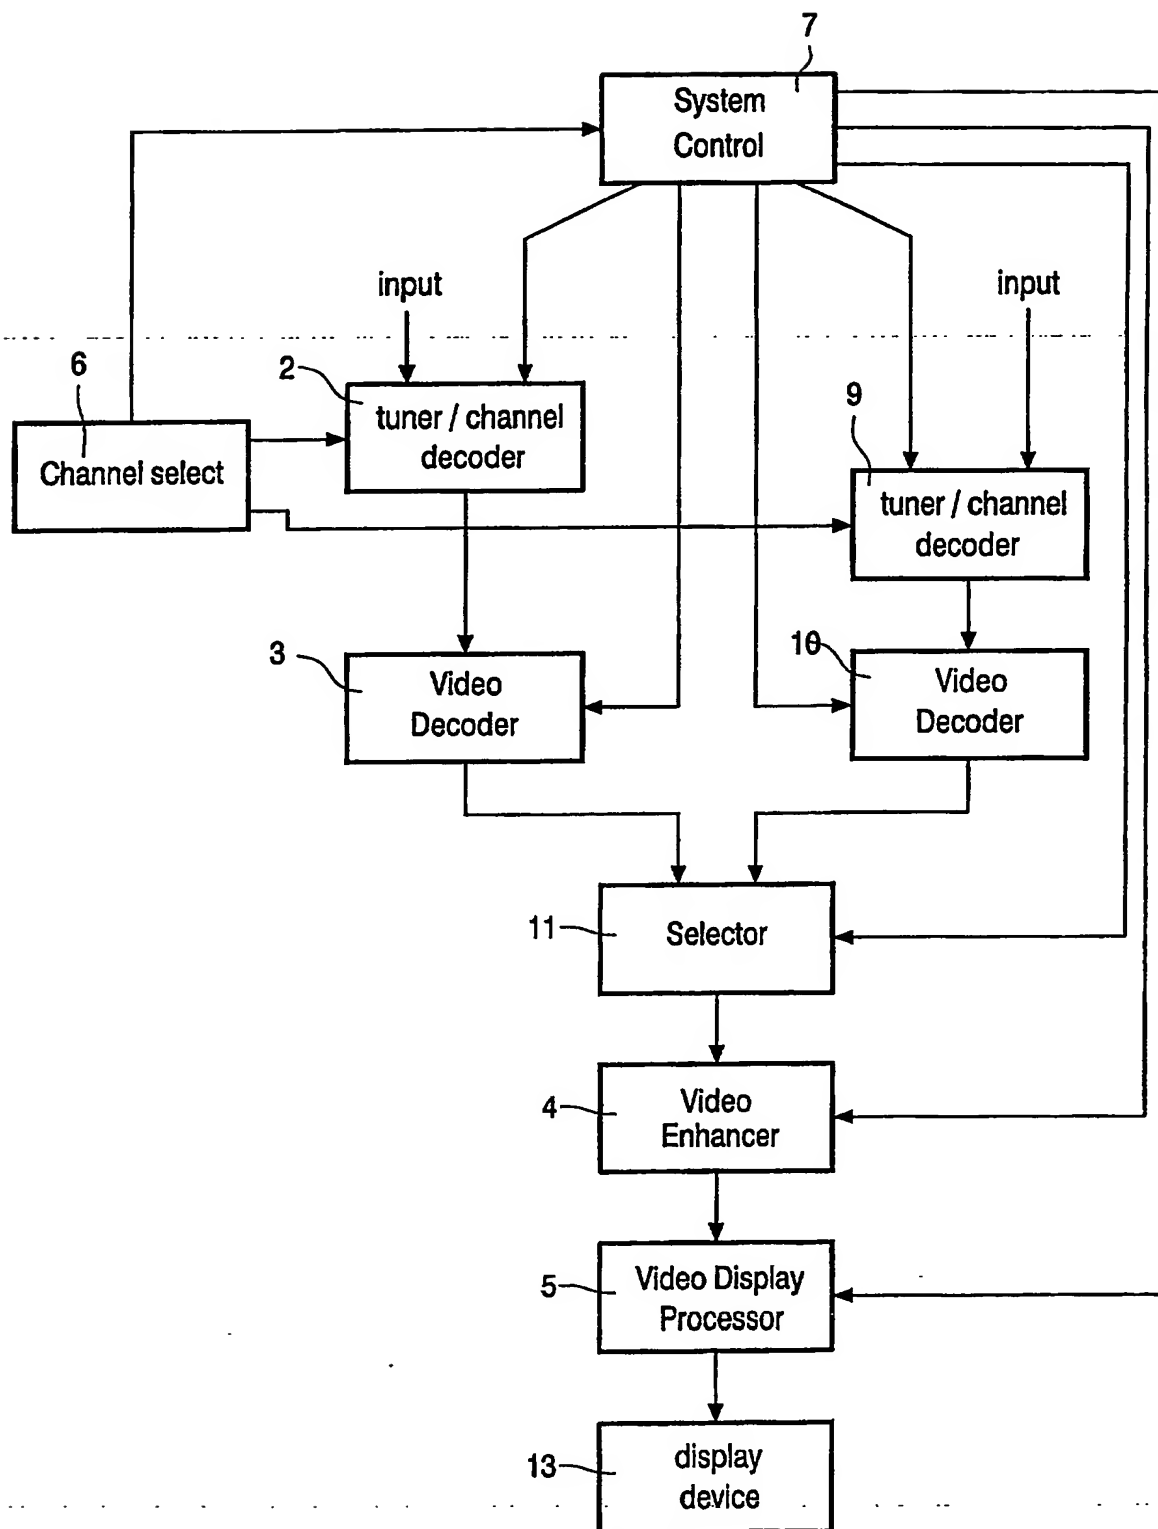 7
System
Control
input
input
6
Channel select
2
tuner / channel
decoder
9
tuner / channel
decoder
3
Video
Decoder
10
Video
Decoder
11
Selector
4
Video
Enhancer
5
Video Display
Processor
13
display
device